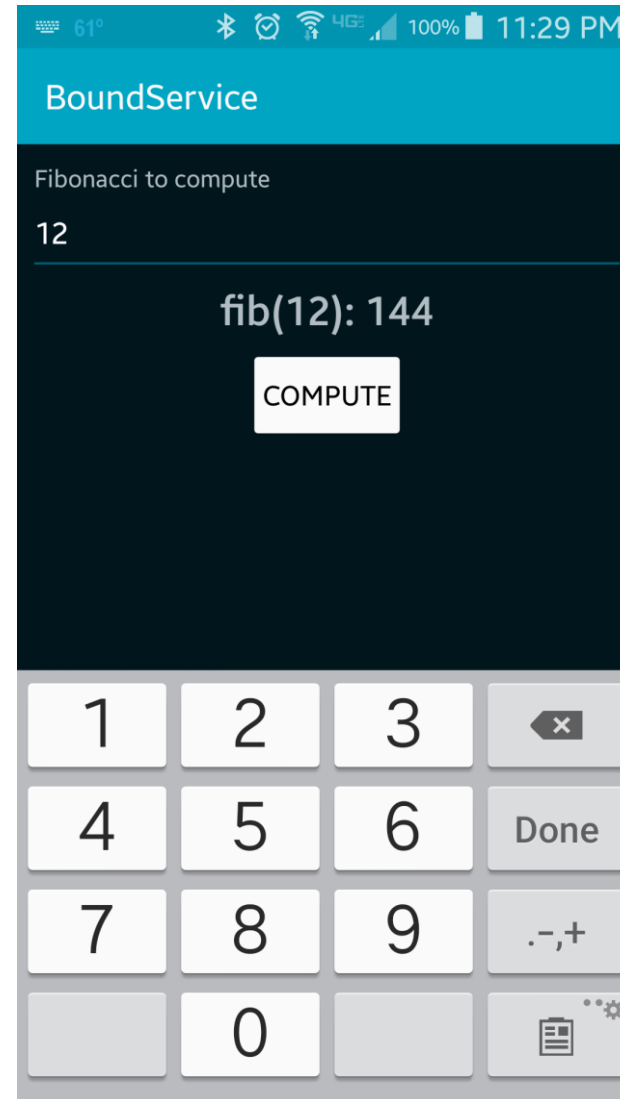 61° 4GE 100% 11:29 PM
BoundService
Fibonacci to compute
12
fib(12): 144
COMPUTE
1 2 3
4 5 6 Done
7 8 9 .-,+
0